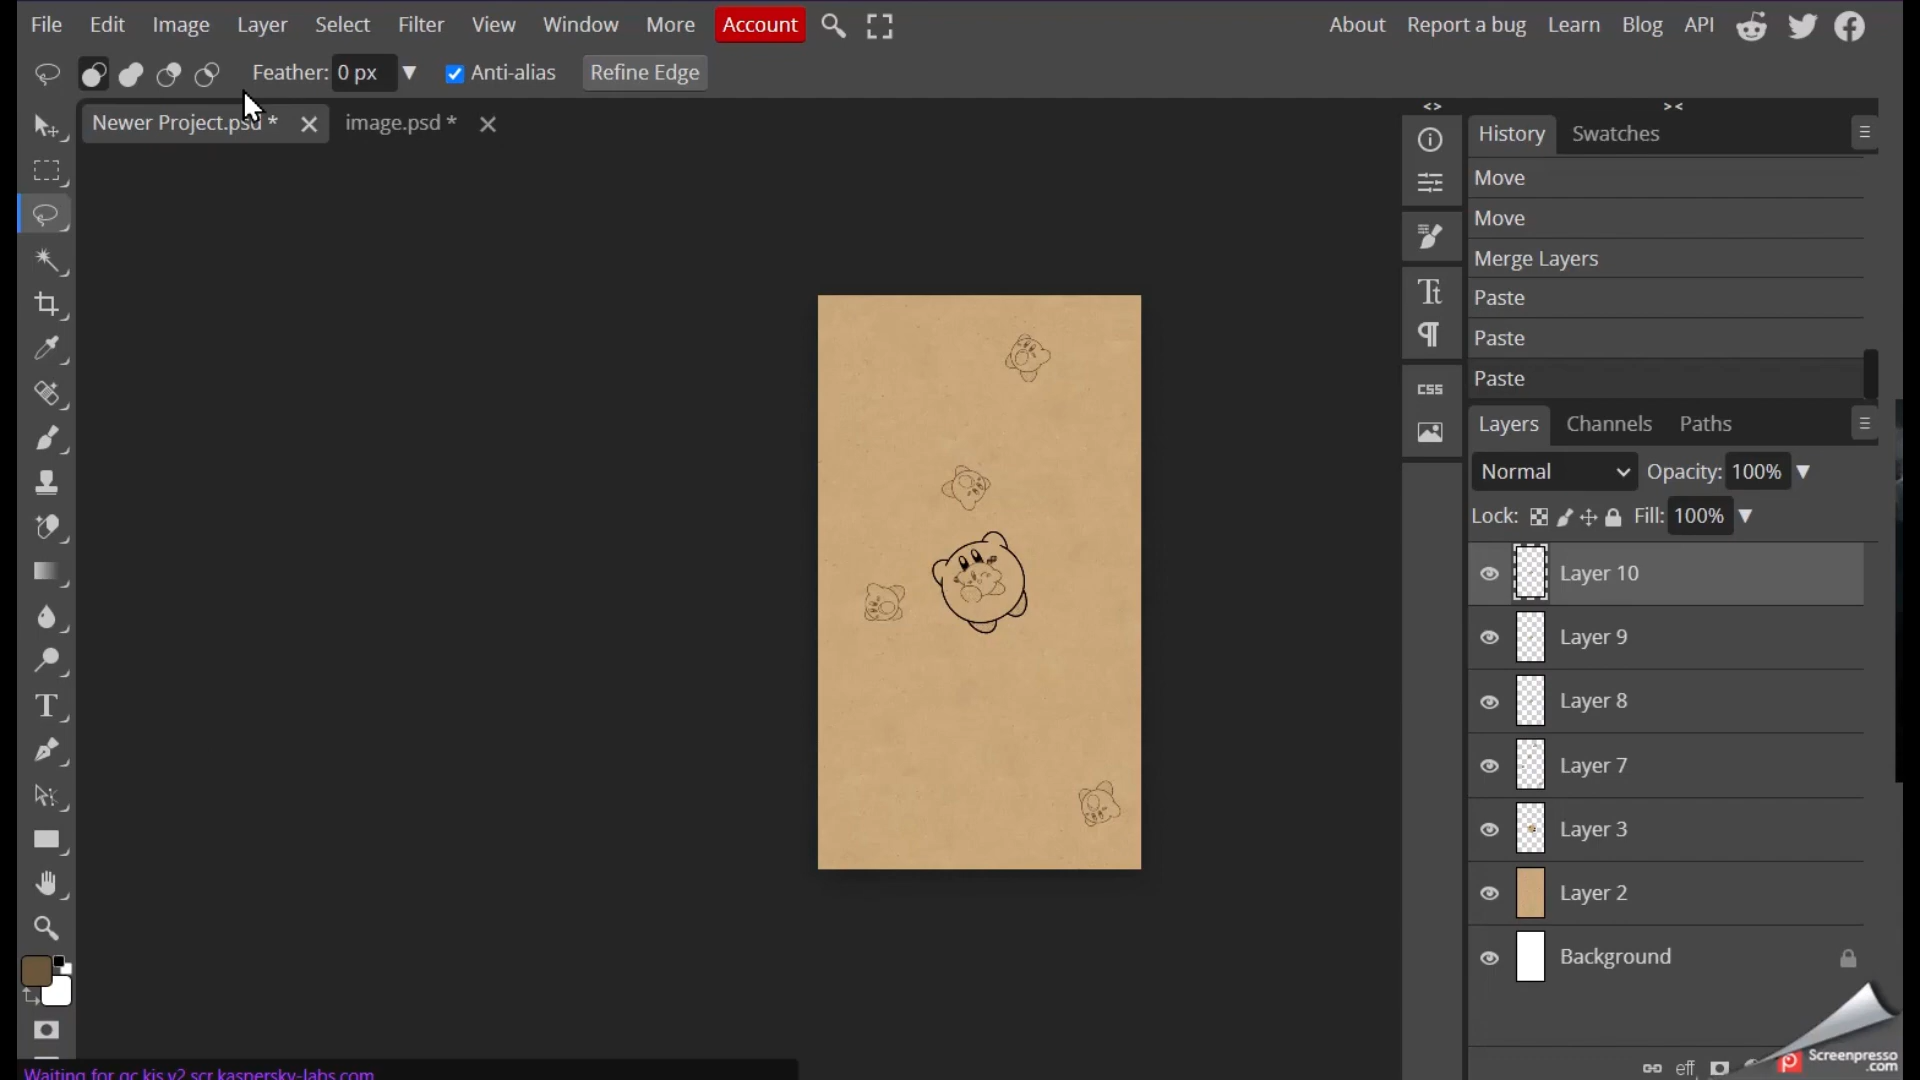 File Edit Image Layer Select Filter View Window More Account About Report a bug Learn Blog API
Feather: 0 px Anti-alias Refine Edge
Newer Project.psd * image.psd *
History Swatches
Move
Move
Merge Layers
Paste
Paste
Paste
CSS
Layers Channels Paths
Normal Opacity: 100%
Lock: Fill: 100%
Layer 10
Layer 9
Layer 8
Layer 7
Layer 3
Layer 2
Background
eff
Screenpresso
.com
Waiting for gc.kis.v2.scr.kaspersky-labs.com